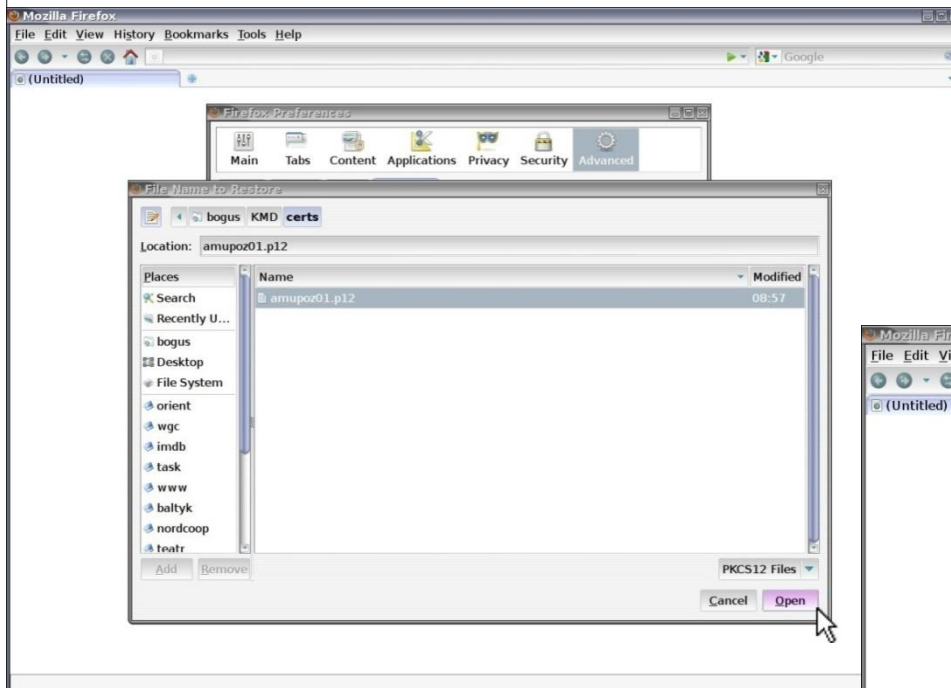 Mozilla Firefox
File Edit View History Bookmarks Tools Help
Google
(Untitled)
Firefox Preferences
Main Tabs Content Applications Privacy Security Advanced
File Name to Restore
bogus KMD certs
Location: amupoz01.p12
Places Name Modified
Search amupoz01.p12 08:57
Recently U...
bogus
Desktop
File System
orient
wgc
imdb
task
www
baltyk
nordcoop
teatr
Add Remove PKCS12 Files
Cancel Open
Mozilla Fir
File Edit Vi
(Untitled)